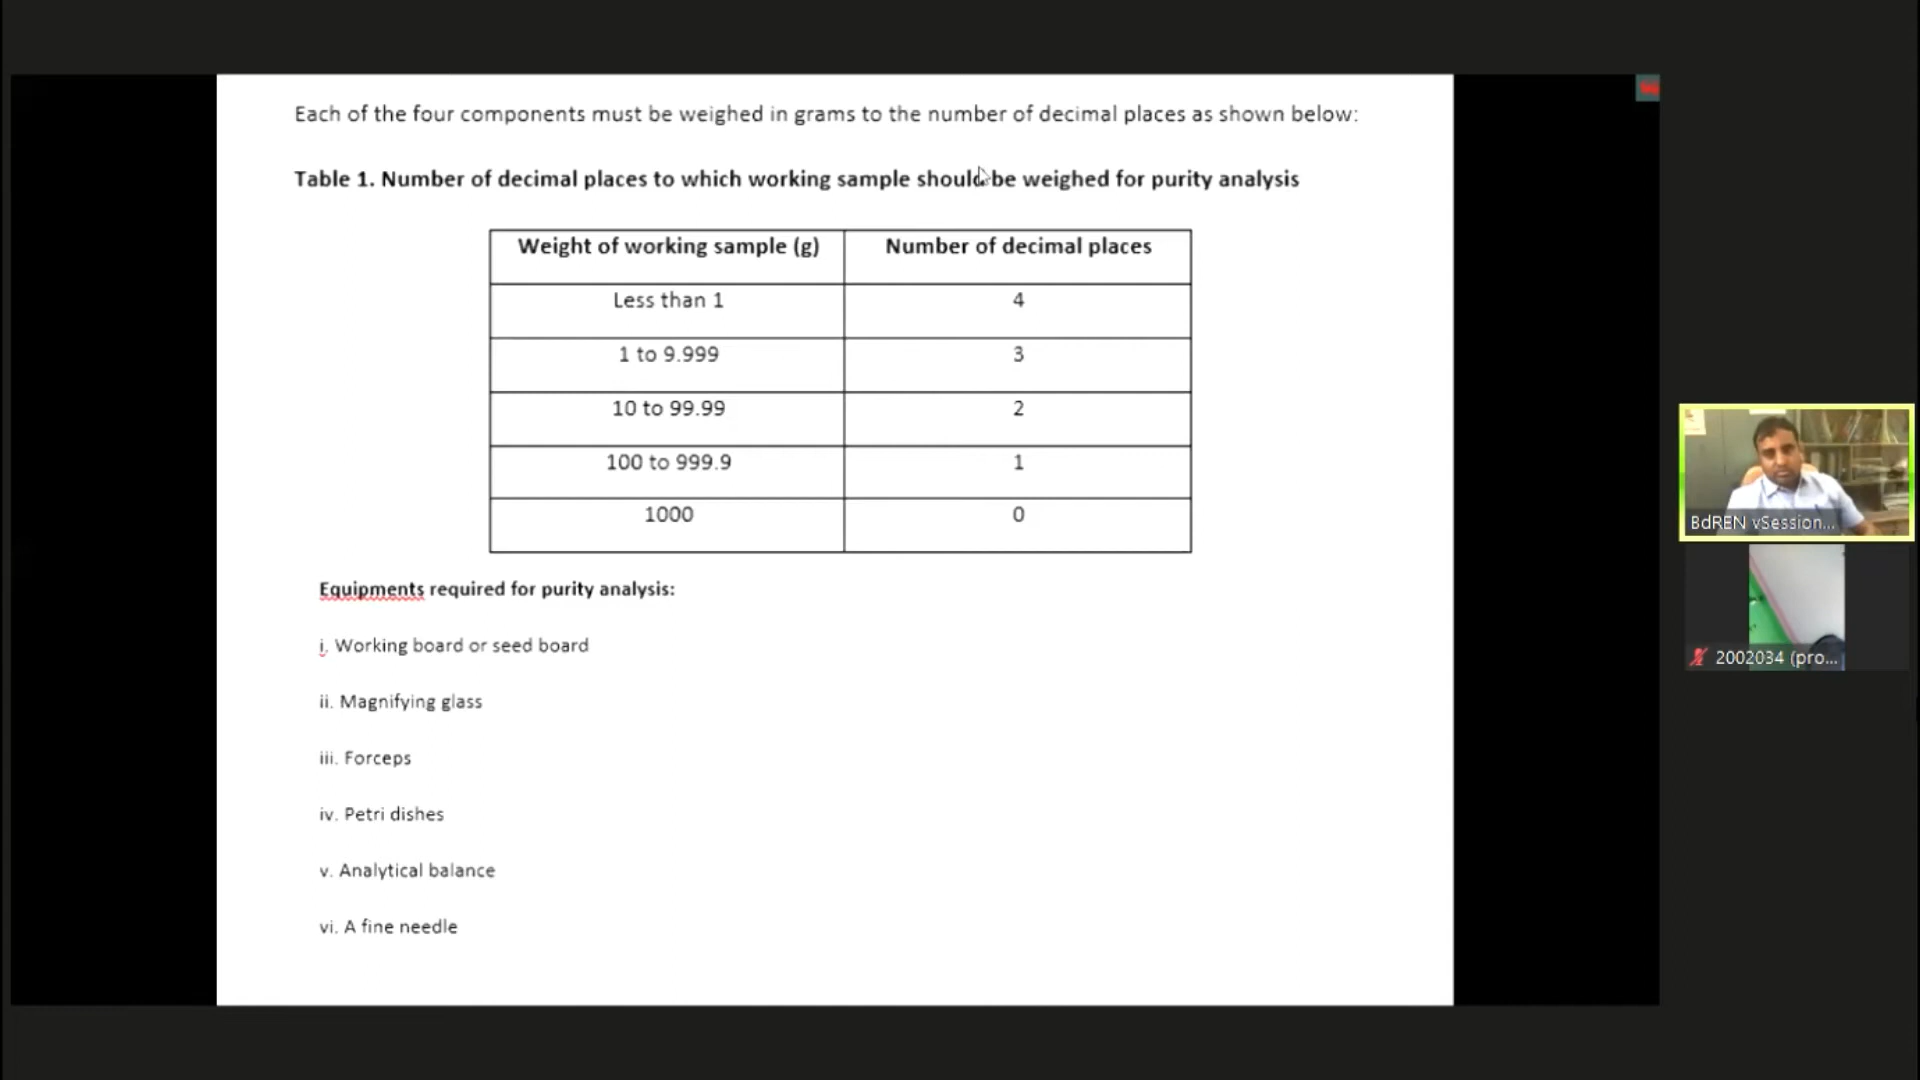 Each of the four components must be weighed in grams to the number of decimal places as shown below:
Table 1. Number of decimal places to which working sample should be weighed for purity analysis
Weight of working sample (g) Number of decimal places
Less than 1 4
1 to 9.999 3
10 to 99.99 2
100 to 999.9 1
1000 0
Equipments required for purity analysis:
i. Working board or seed board
ii. Magnifying glass
iii. Forceps
iv. Petri dishes
v. Analytical balance
vi. A fine needle
BdREN vSession...
2002034 (pro...